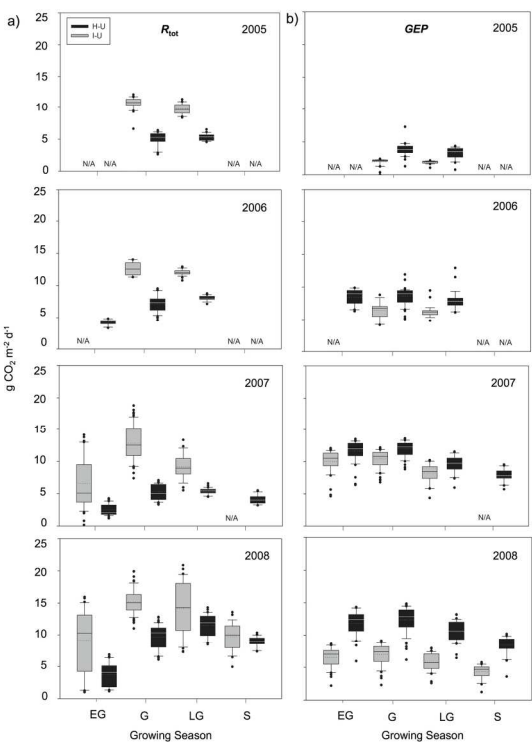 a)
H-U
I-U
Rtot
2005
25
20
15
10
5
0
N/A N/A N/A N/A
2006
25
20
15
10
5
0
N/A N/A N/A
2007
25
20
15
10
5
0
N/A
2008
25
20
15
10
5
0
EG G LG S
Growing Season
g CO2 m-2 d-1
b)
GEP
2005
N/A N/A N/A N/A
2006
N/A N/A N/A
2007
N/A
2008
EG G LG S
Growing Season